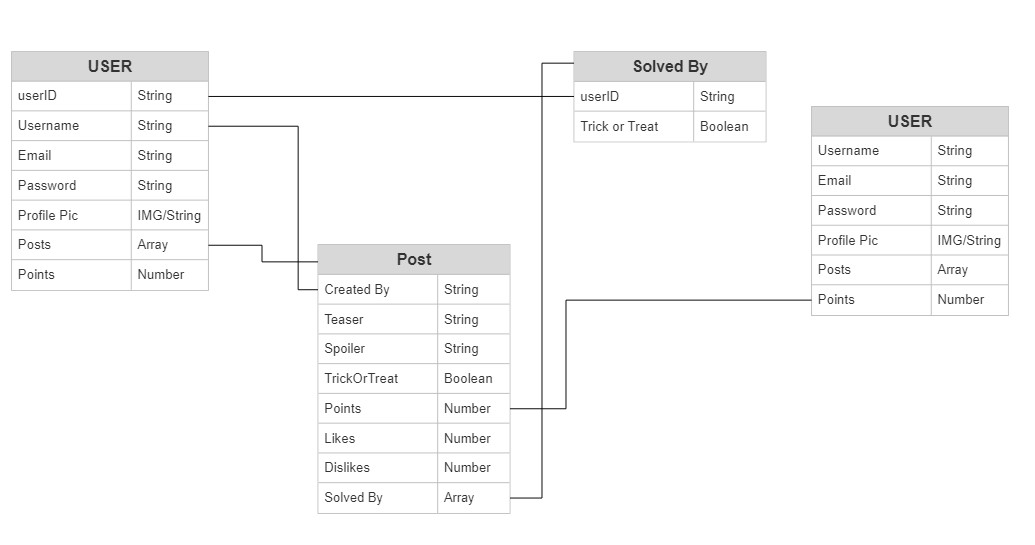 USER
userID String
Username String
Email String
Password String
Profile Pic IMG/String
Posts Array
Points Number
Solved By
userID String
Trick or Treat Boolean
USER
Username String
Email String
Password String
Profile Pic IMG/String
Posts Array
Points Number
Post
Created By String
Teaser String
Spoiler String
TrickOrTreat Boolean
Points Number
Likes Number
Dislikes Number
Solved By Array